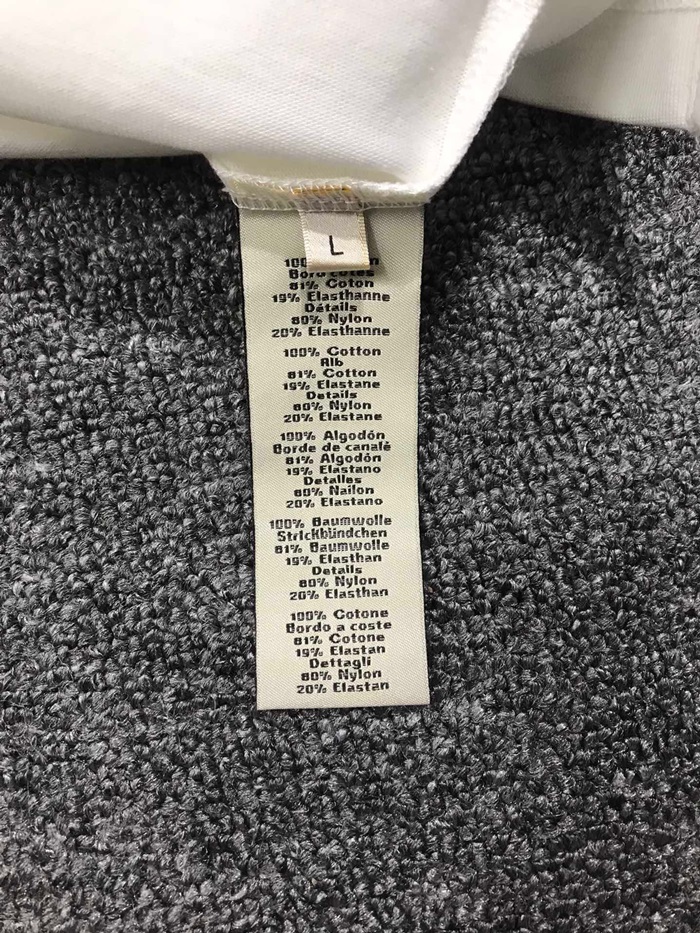 L
100
Bord
81% Coton
19% Elasthanne
Détails
80% Nylon
20% Elasthanne
100% Cotton
Rib
81% Cotton
19% Elastane
Details
80% Nylon
20% Elastane
100% Algodón
Borde de canalé
81% Algodón
19% Elastano
Detalles
80% Nailon
20% Elastano
100% Baumwolle
Strickbündchen
81% Baumwolle
19% Elasthan
Details
80% Nylon
20% Elasthan
100% Cotone
Bordo a coste
81% Cotone
19% Elastan
Dettagli
80% Nylon
20% Elastan